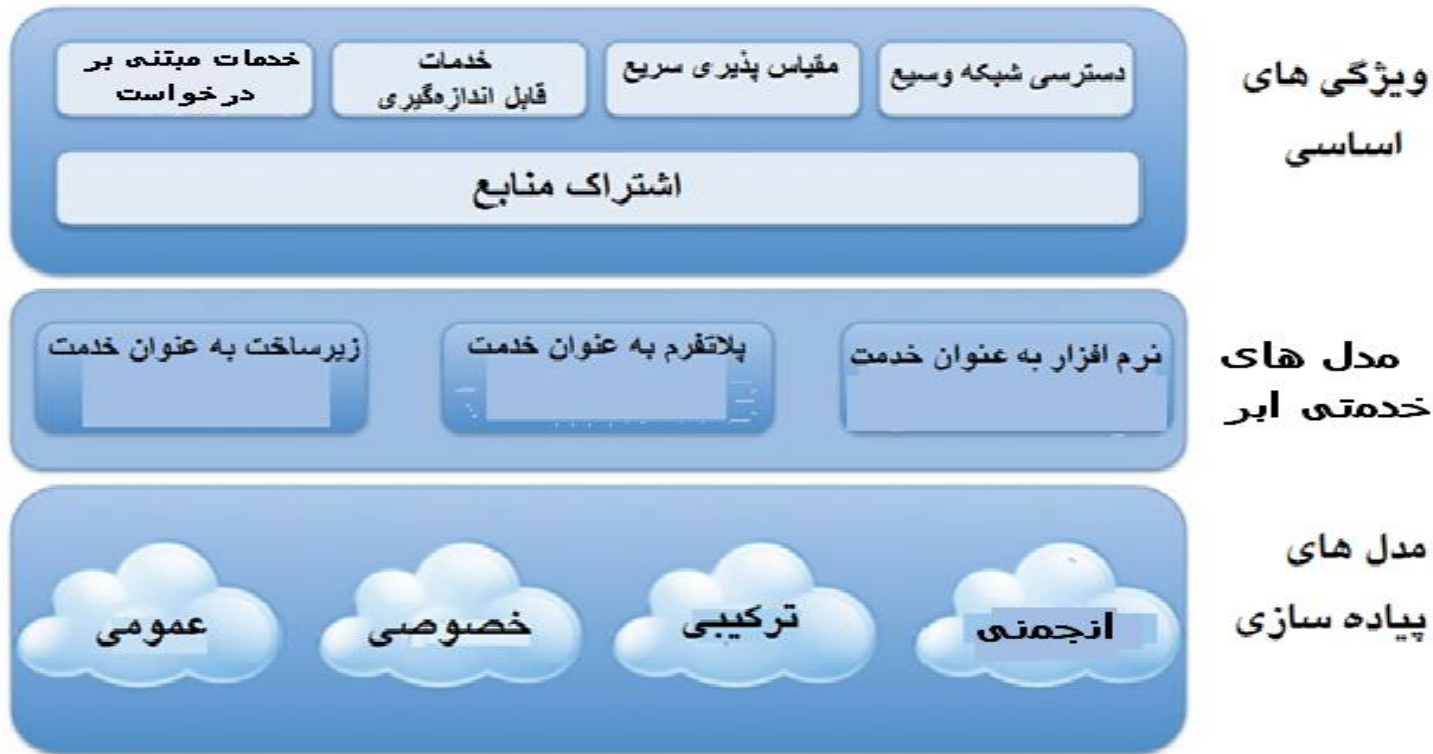 ویژگی های
اساسی
دسترسی شبکه وسیع
مقیاس پذیری سریع
خدمات
قابل اندازهگیری
خدمات مبتنی بر
درخواست
اشتراک منابع
مدل های
خدمتی ابر
نرم افزار به عنوان خدمت
پلاتفرم به عنوان خدمت
زیرساخت به عنوان خدمت
مدل های
پیاده سازی
انجمنی
ترکیبی
خصوصی
عمومی